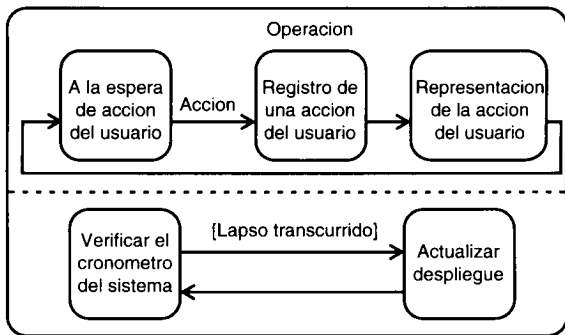 Operacion
A la espera
de accion
del usuario
Accion
Registro de
una accion
del usuario
Representacion
de la accion
del usuario
Verificar el
cronometro
del sistema
[Lapso transcurrido]
Actualizar
despliegue